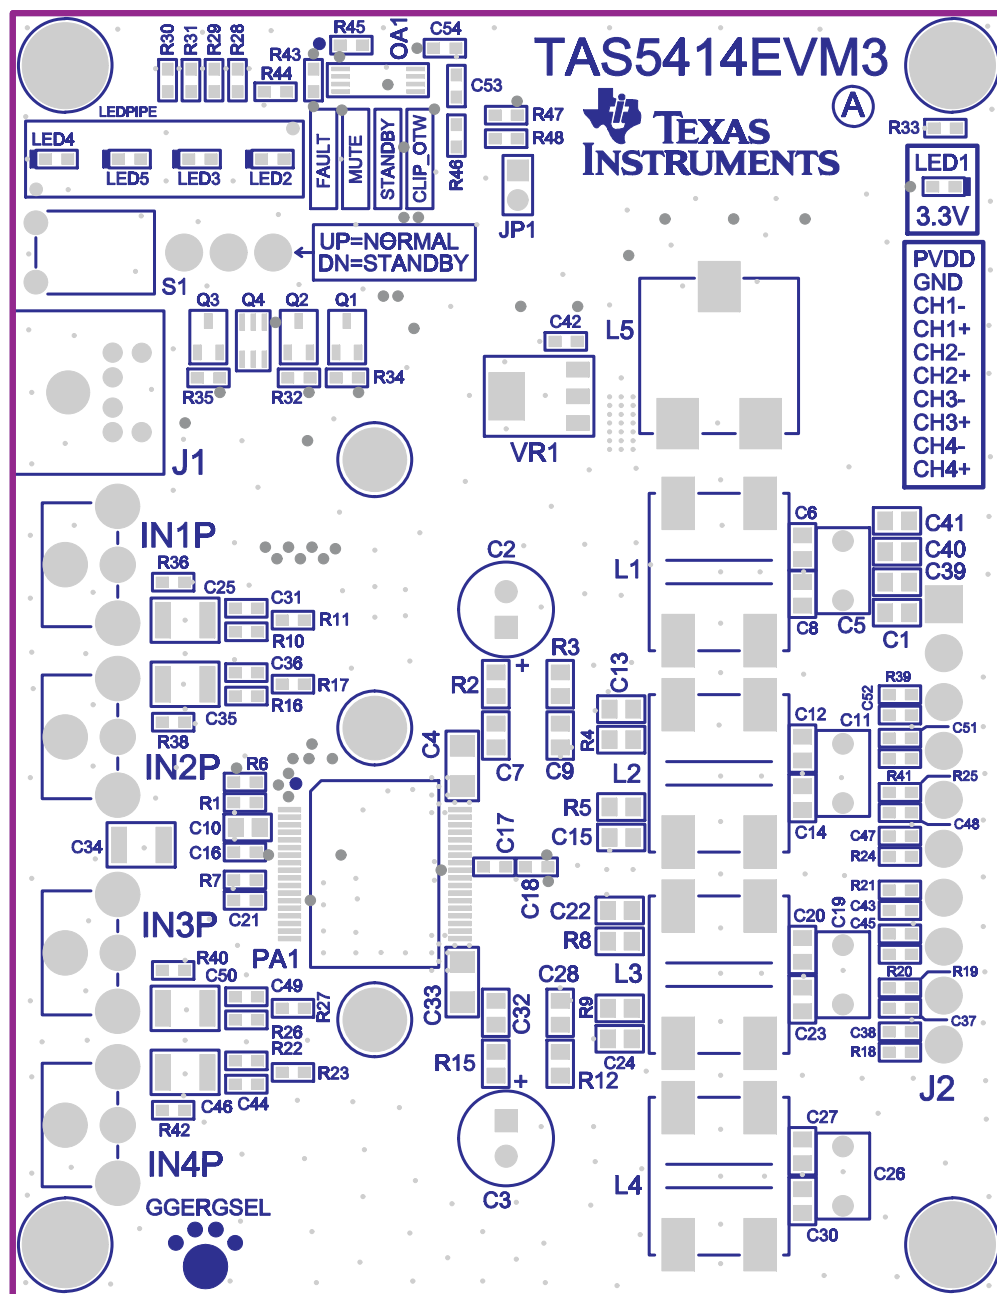 R30
R31
R29
R28
R43
R45
R44
OA1
C54
C53
TAS5414EVM3
A
TEXAS
INSTRUMENTS
R33
LED1
3.3V
R47
R48
JP1
R46
LEDPIPE
LED4
LED5
LED3
LED2
FAULT
MUTE
STANDBY
CLIP_OTW
S1
UP=NORMAL
DN=STANDBY
PVDD
GND
CH1-
CH1+
CH2-
CH2+
CH3-
CH3+
CH4-
CH4+
Q3
Q4
Q2
Q1
R35
R32
R34
C42
L5
VR1
J1
IN1P
R36
C25
C31
R11
R10
C36
R17
R16
C35
R38
IN2P
C2
+
R2
R3
C13
C4
C7
C9
R4
L1
C6
C8
C5
C41
C40
C39
C1
R39
C52
C51
C12
C11
L2
R41
R25
C14
C48
C47
R24
R6
R1
C10
C34
C16
R7
C21
R5
C15
C17
C18
IN3P
PA1
R40
C50
C49
R27
R26
R22
R23
C46
C44
R42
IN4P
C22
R8
C28
C33
C32
R9
L3
C24
R15
R12
+
C3
C20
C19
C23
R21
C43
C45
R20
R19
C37
C38
R18
J2
L4
C27
C26
C30
GGERGSEL